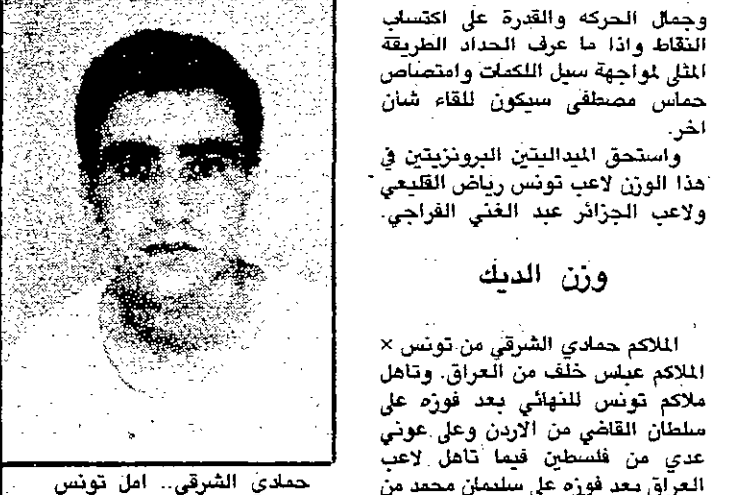 وجمال الحركه والقدرة على اكتساب
النقاط واذا ما عرف الحداد الطريقة
المثلى لمواجهة سيل اللكمات وامتصاص
حماس مصطفى سيكون للقاء شأن
اخر.
واستحق الميداليتين البرونزيتين في
هذا الوزن لاعب تونس رياض القليعي
ولاعب الجزائر عبد الغني الفراجي.
وزن الديك
الملاكم حمادي الشرقي من تونس ×
الملاكم عباس خلف من العراق. وتاهل
ملاكم تونس للنهائي بعد فوزه على
سلطان القاضي من الاردن وعلى عوني
عدي من فلسطين فيما تاهل لاعب
العراق بعد فوزه على سليمان محمد من
حمادي الشرقي.. امل تونس